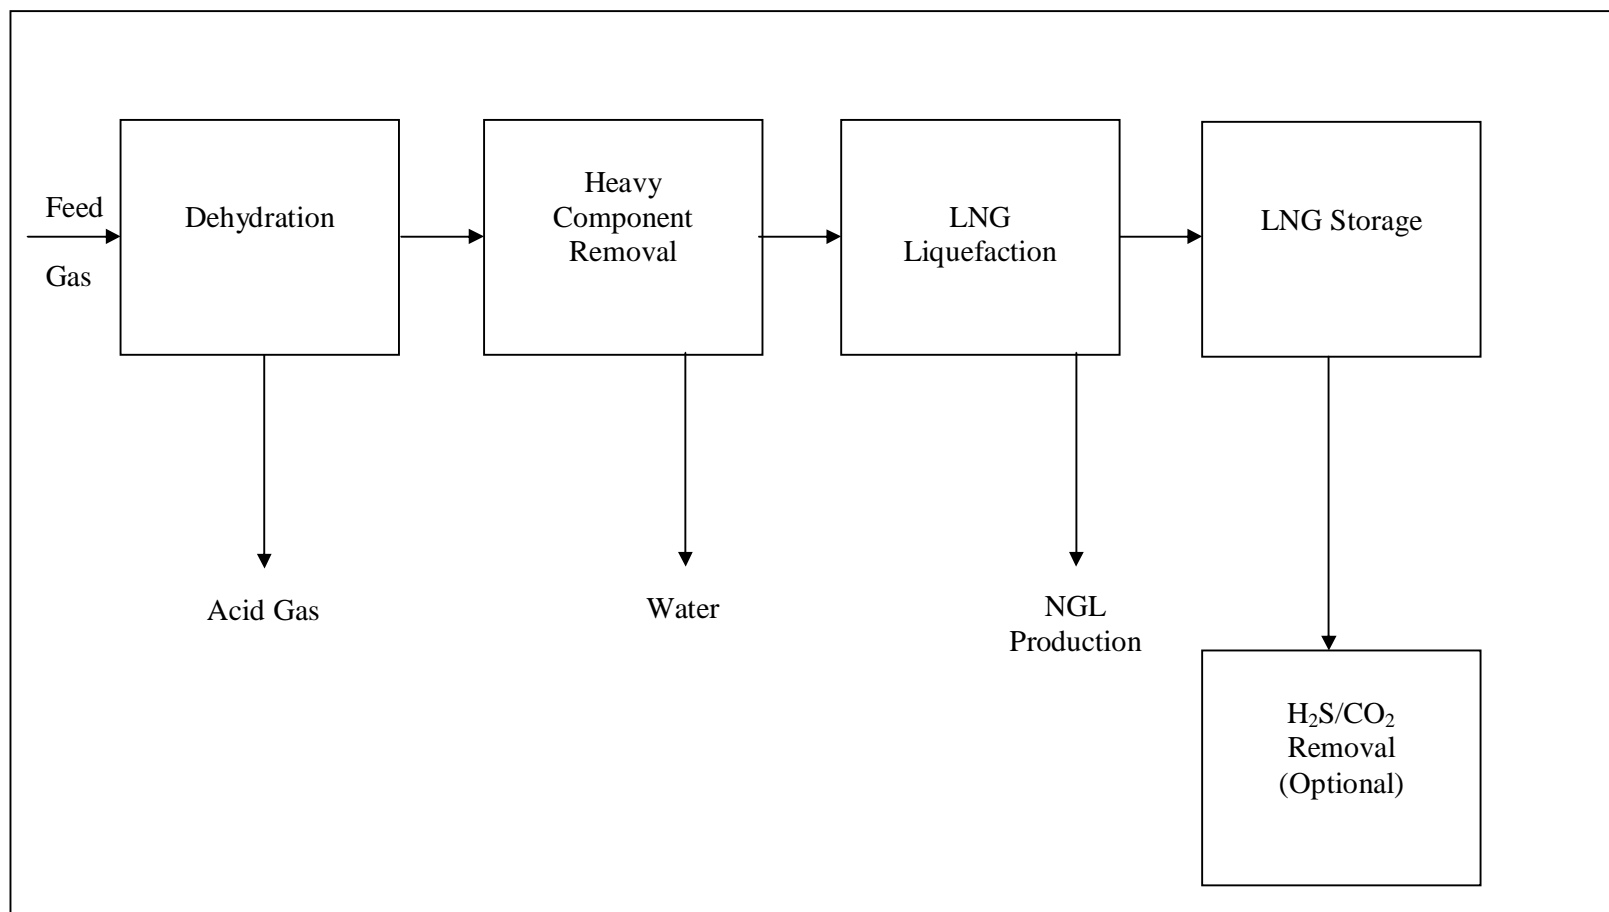 Feed
Gas
Dehydration
Heavy
Component
Removal
LNG
Liquefaction
LNG Storage
Acid Gas
Water
NGL
Production
H₂S/CO₂
Removal
(Optional)